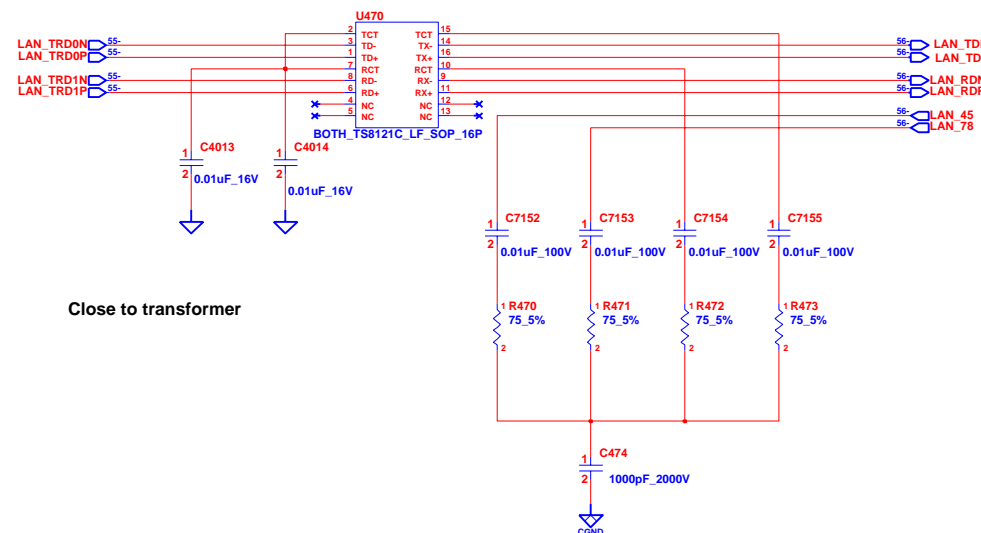 U470
2 TCT TCT 15
LAN_TRD0N 55- 3 TD- TX- 14 56- LAN_TD
LAN_TRD0P 55- 1 TD+ TX+ 16 56- LAN_TD
7 RCT RCT 10
LAN_TRD1N 55- 8 RD- RX- 9 56- LAN_RD
LAN_TRD1P 55- 6 RD+ RX+ 11 56- LAN_RDP
4 NC NC 12
5 NC NC 13
56- LAN_45
56- LAN_78
BOTH_TS8121C_LF_SOP_16P
C4013 C4014
1 1
2 2
0.01uF_16V 0.01uF_16V
C7152 C7153 C7154 C7155
1 1 1 1
2 2 2 2
0.01uF_100V 0.01uF_100V 0.01uF_100V 0.01uF_100V
Close to transformer
1 R470 1 R471 1 R472 1 R473
75_5% 75_5% 75_5% 75_5%
2 2 2 2
C474
1
2
1000pF_2000V
CGND